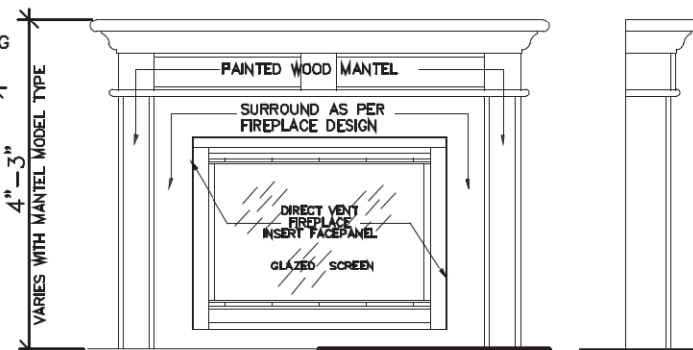 G
4"-3"
VARIES WITH MANTEL MODEL TYPE
PAINTED WOOD MANTEL
SURROUND AS PER
FIREPLACE DESIGN
DIRECT VENT
FIREPLACE
INSERT FACEPANEL
GLAZED SCREEN